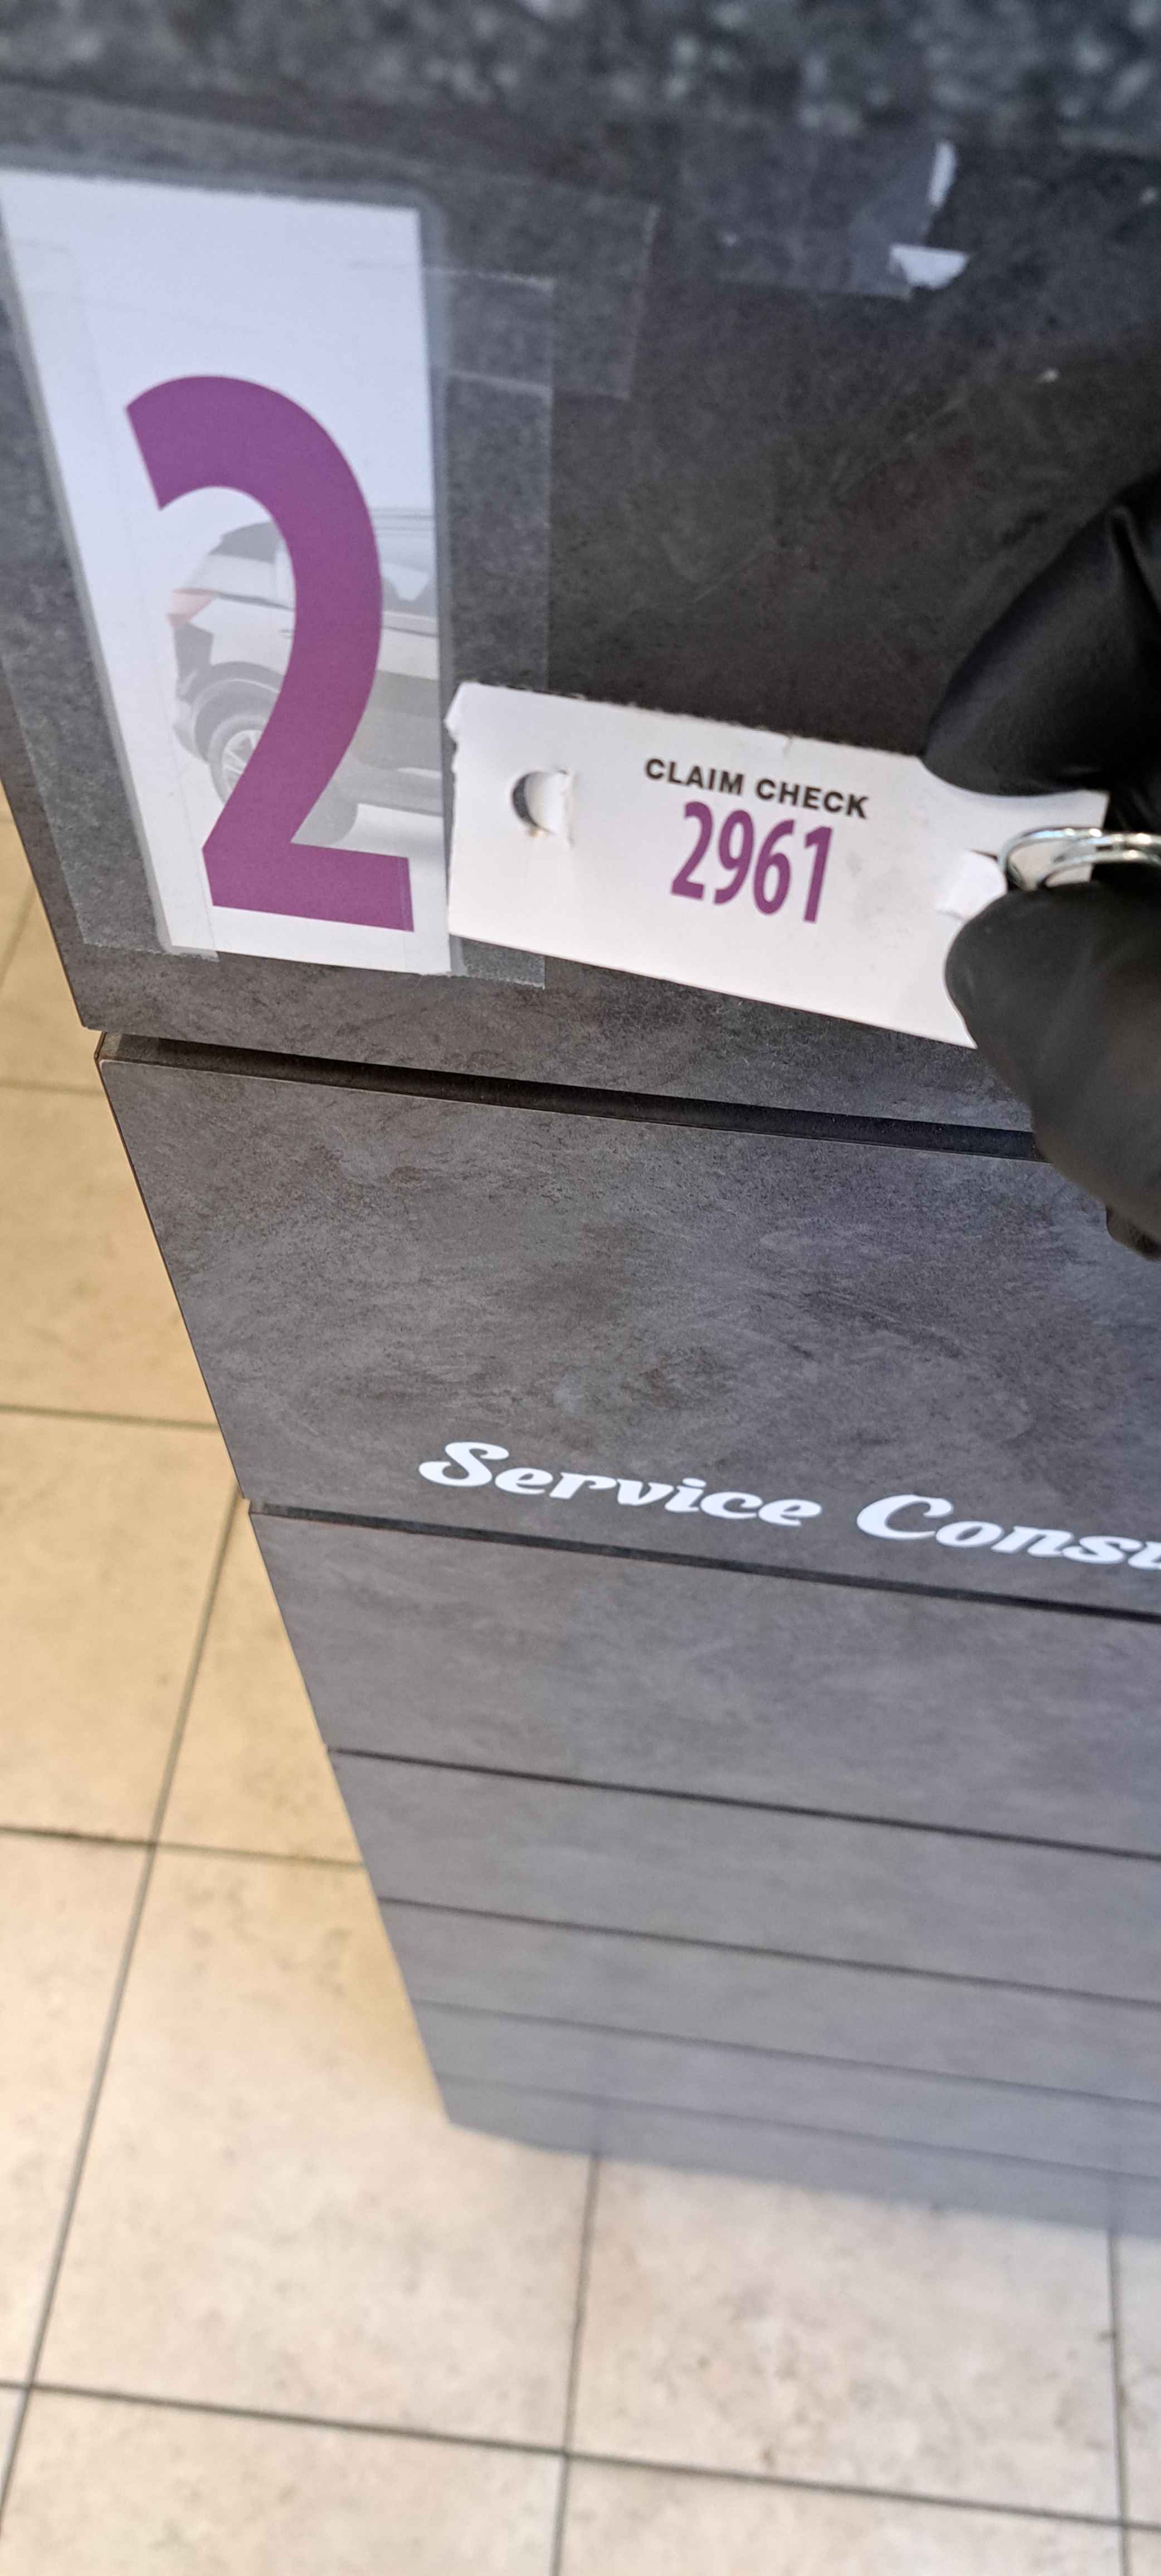 2
CLAIM CHECK
2961
Service